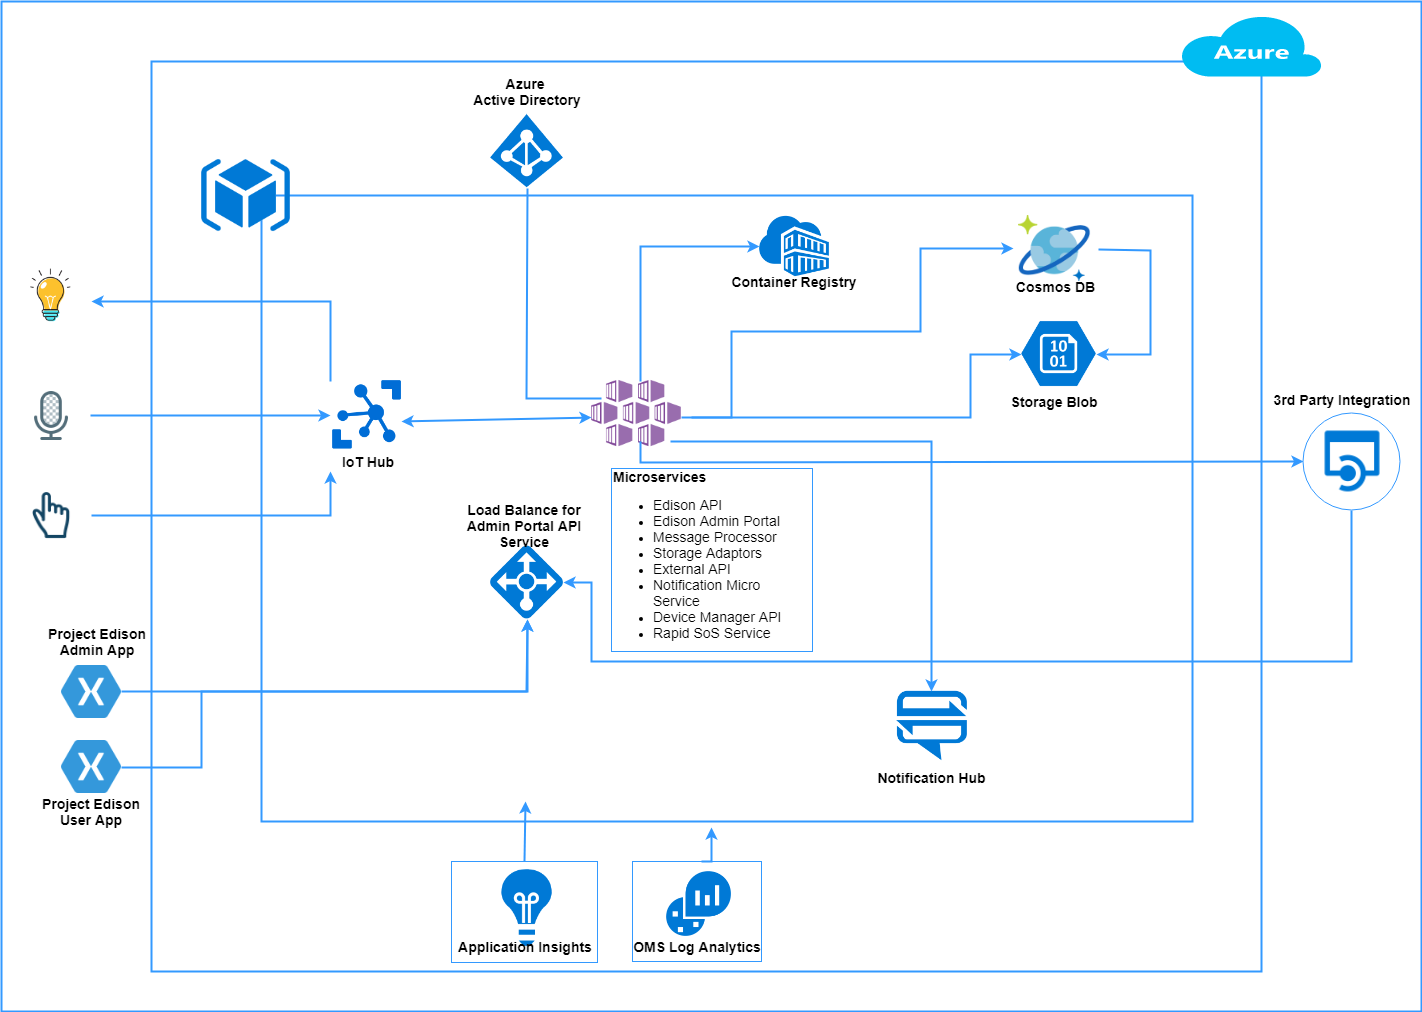 Azure
Azure
Active Directory
Container Registry
Cosmos DB
10
01
Storage Blob
3rd Party Integration
IoT Hub
Microservices
Edison API
Edison Admin Portal
Message Processor
Storage Adaptors
External API
Notification Micro
Service
Device Manager API
Rapid SoS Service
Load Balance for
Admin Portal API
Service
Project Edison
Admin App
X
X
Project Edison
User App
Notification Hub
Application Insights
OMS Log Analytics